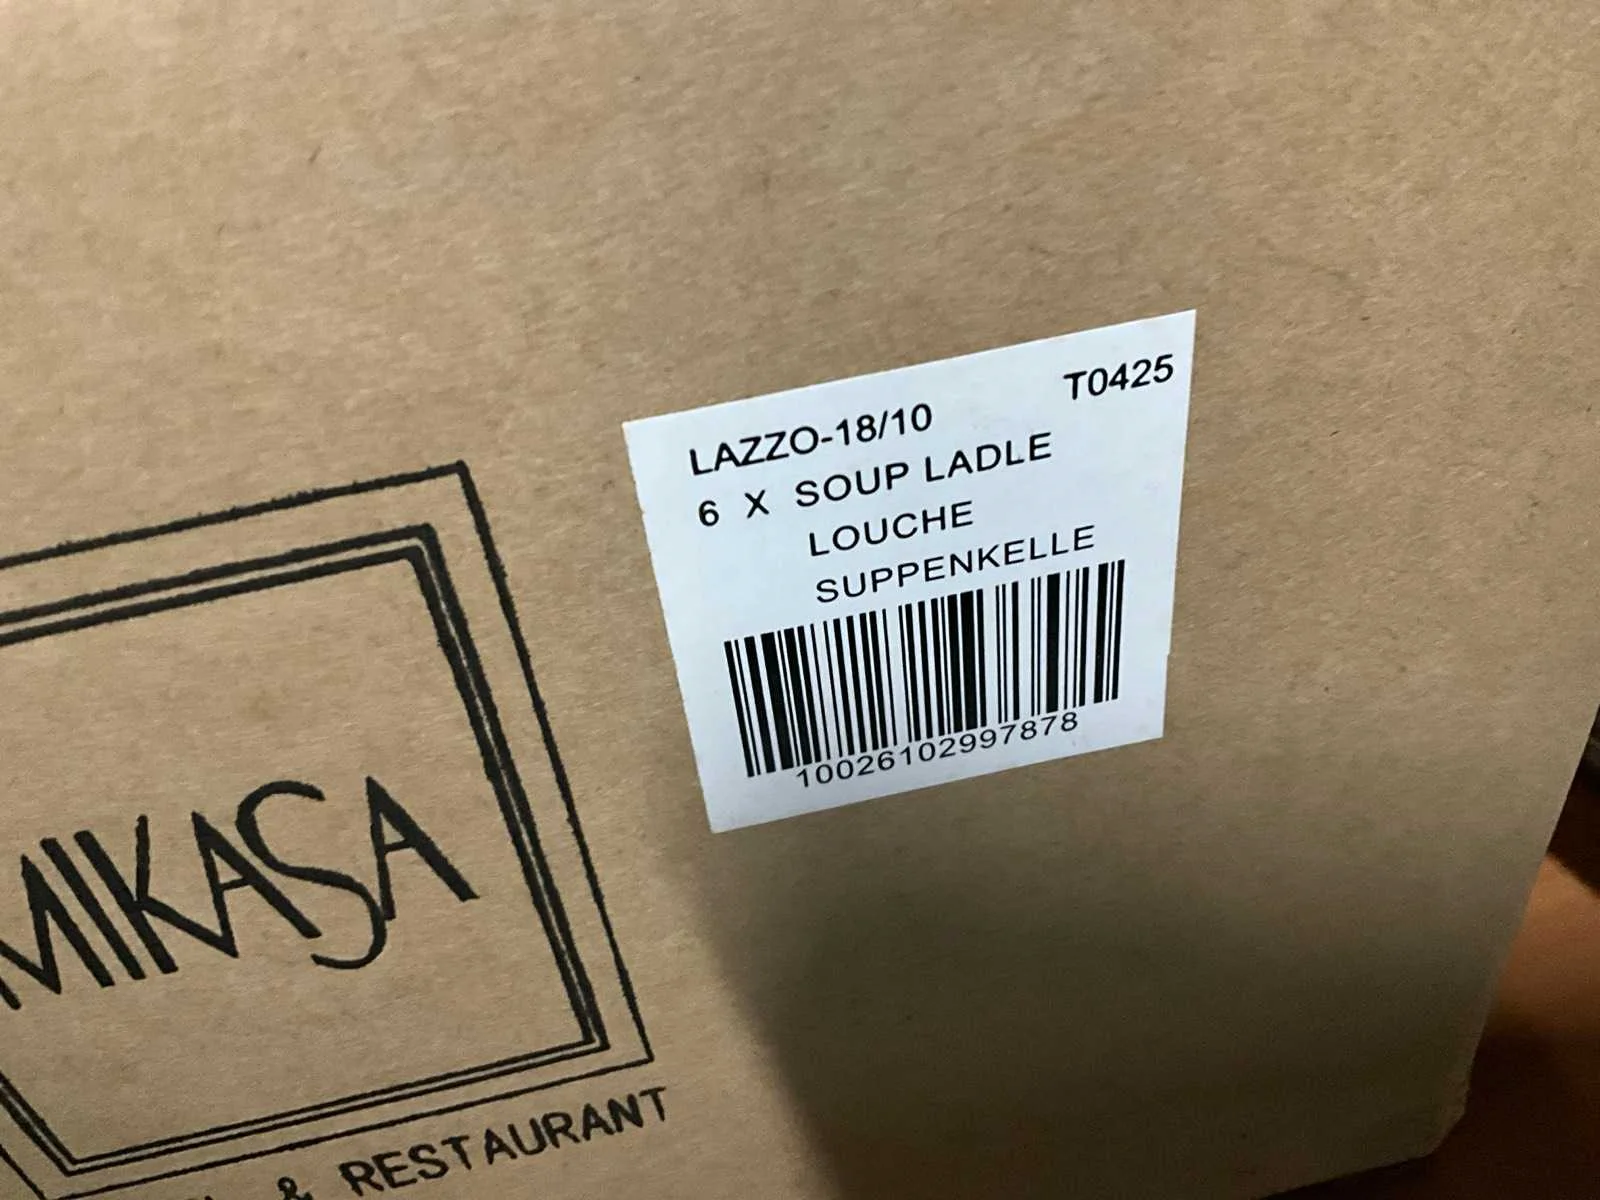 LAZZO-18/10 T0425
6 X SOUP LADLE
LOUCHE
SUPPENKELLE
10026102997878
MIKASA
& RESTAURANT